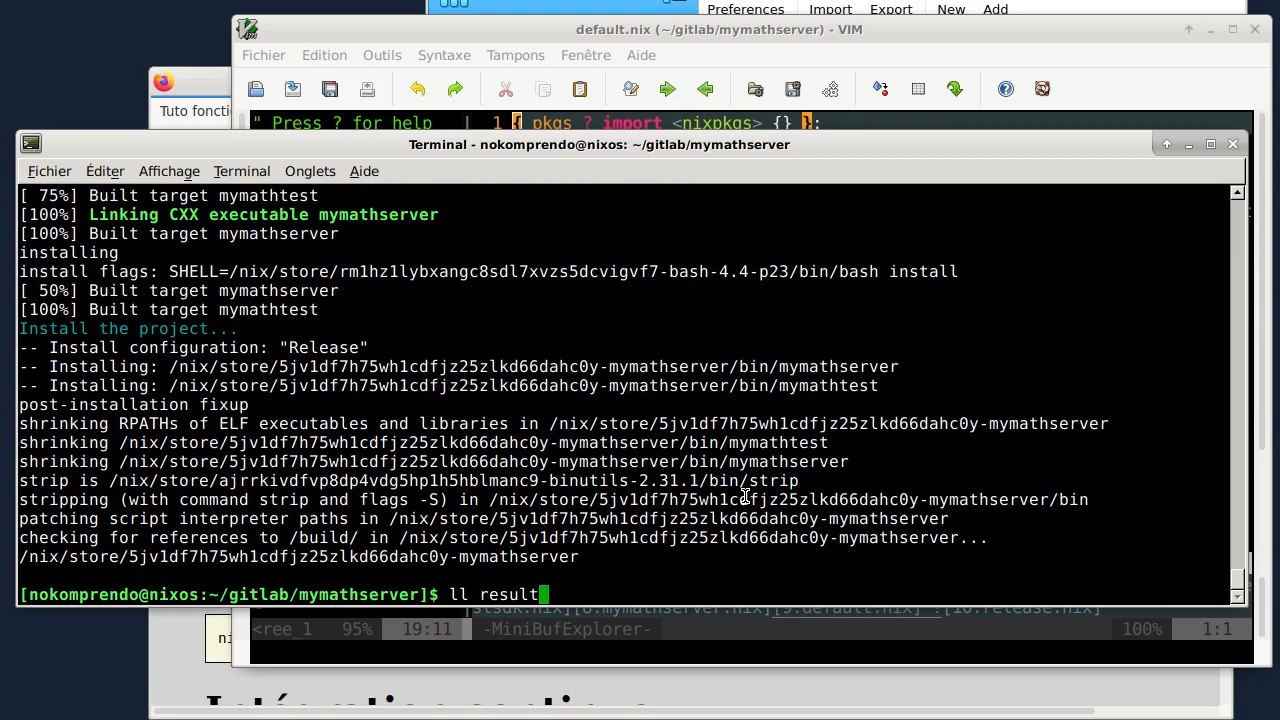 Preferences Import Export New Add
default.nix (~/gitlab/mymathserver) - VIM
Fichier Edition Outils Syntaxe Tampons Fenêtre Aide
Tuto foncti
" Press ? for help | 1 { pkgs ? import <nixpkgs> {} }:
Terminal - nokomprendo@nixos: ~/gitlab/mymathserver
Fichier Éditer Affichage Terminal Onglets Aide
[ 75%] Built target mymathtest
[100%] Linking CXX executable mymathserver
[100%] Built target mymathserver
installing
install flags: SHELL=/nix/store/rm1hz1lybxangc8sdl7xvzs5dcvigvf7-bash-4.4-p23/bin/bash install
[ 50%] Built target mymathserver
[100%] Built target mymathtest
Install the project...
-- Install configuration: "Release"
-- Installing: /nix/store/5jv1df7h75wh1cdfjz25zlkd66dahc0y-mymathserver/bin/mymathserver
-- Installing: /nix/store/5jv1df7h75wh1cdfjz25zlkd66dahc0y-mymathserver/bin/mymathtest
post-installation fixup
shrinking RPATHs of ELF executables and libraries in /nix/store/5jv1df7h75wh1cdfjz25zlkd66dahc0y-mymathserver
shrinking /nix/store/5jv1df7h75wh1cdfjz25zlkd66dahc0y-mymathserver/bin/mymathtest
shrinking /nix/store/5jv1df7h75wh1cdfjz25zlkd66dahc0y-mymathserver/bin/mymathserver
strip is /nix/store/ajrrkivdfvp8dp4vdg5hp1h5hblmanc9-binutils-2.31.1/bin/strip
stripping (with command strip and flags -S) in /nix/store/5jv1df7h75wh1cdfjz25zlkd66dahc0y-mymathserver/bin
patching script interpreter paths in /nix/store/5jv1df7h75wh1cdfjz25zlkd66dahc0y-mymathserver
checking for references to /build/ in /nix/store/5jv1df7h75wh1cdfjz25zlkd66dahc0y-mymathserver...
/nix/store/5jv1df7h75wh1cdfjz25zlkd66dahc0y-mymathserver
[nokomprendo@nixos:~/gitlab/mymathserver]$ ll result
<ree_1 95% 19:11 -MiniBufExplorer- 100% 1:1
ni